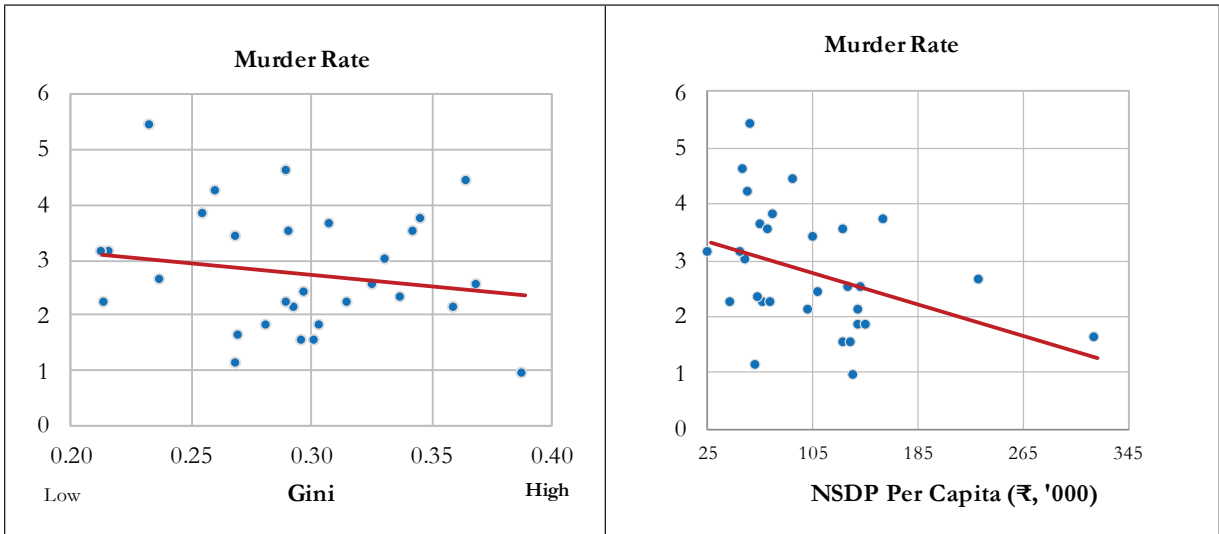 Murder Rate
6
5
4
3
2
1
0
0.20 0.25 0.30 0.35 0.40
Low Gini High
Murder Rate
6
5
4
3
2
1
0
25 105 185 265 345
NSDP Per Capita (₹, '000)